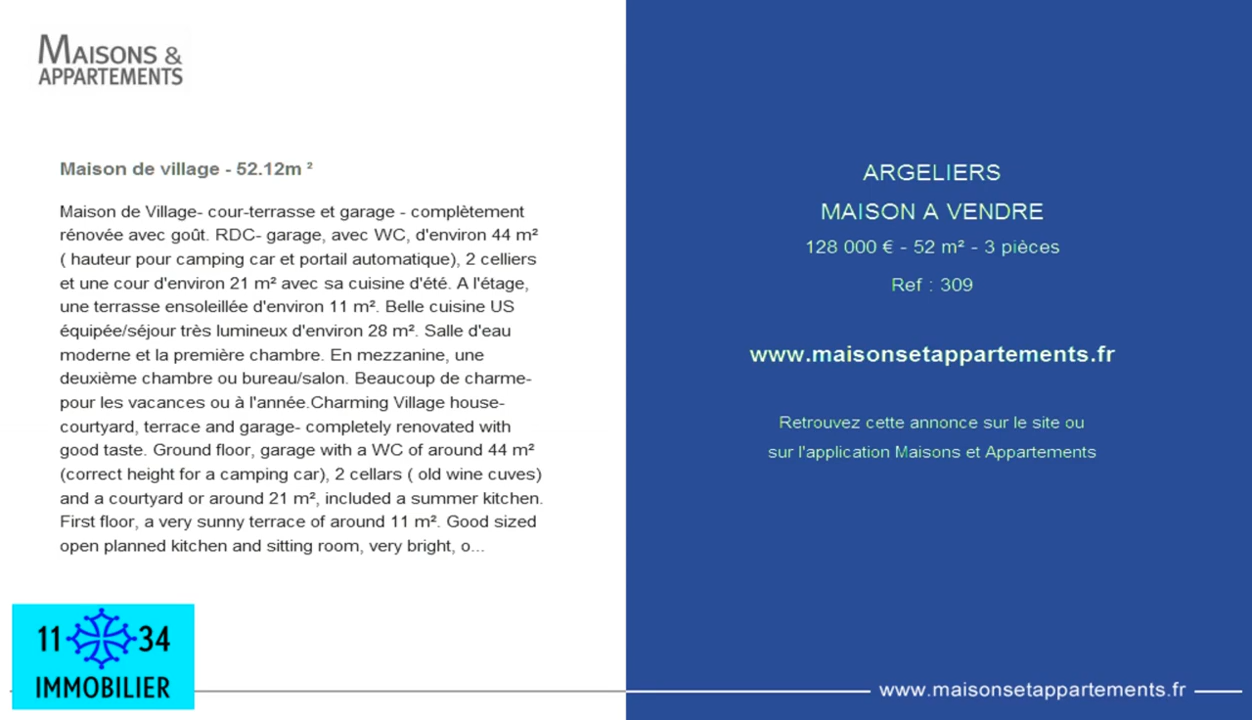 MAISONS &
APPARTEMENTS
Maison de village - 52.12m ²
Maison de Village- cour-terrasse et garage - complètement
rénovée avec goût. RDC- garage, avec WC, d'environ 44 m²
( hauteur pour camping car et portail automatique), 2 celliers
et une cour d'environ 21 m² avec sa cuisine d'été. A l'étage,
une terrasse ensoleillée d'environ 11 m². Belle cuisine US
équipée/séjour très lumineux d'environ 28 m². Salle d'eau
moderne et la première chambre. En mezzanine, une
deuxième chambre ou bureau/salon. Beaucoup de charme-
pour les vacances ou à l'année.Charming Village house-
courtyard, terrace and garage- completely renovated with
good taste. Ground floor, garage with a WC of around 44 m²
(correct height for a camping car), 2 cellars ( old wine cuves)
and a courtyard or around 21 m², included a summer kitchen.
First floor, a very sunny terrace of around 11 m². Good sized
open planned kitchen and sitting room, very bright, o...
11 34
IMMOBILIER
ARGELIERS
MAISON A VENDRE
128 000 € - 52 m² - 3 pièces
Ref : 309
www.maisonsetappartements.fr
Retrouvez cette annonce sur le site ou
sur l'application Maisons et Appartements
www.maisonsetappartements.fr